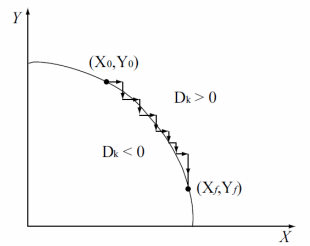 Y
(X0,Y0)
Dk > 0
Dk < 0
(Xf,Yf)
X